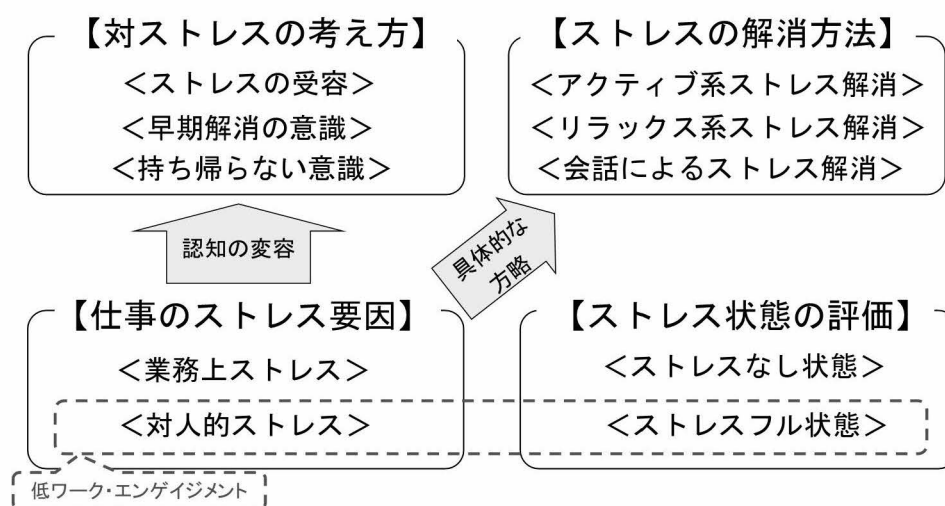 【対ストレスの考え方】
＜ストレスの受容＞
＜早期解消の意識＞
＜持ち帰らない意識＞
【ストレスの解消方法】
＜アクティブ系ストレス解消＞
＜リラックス系ストレス解消＞
＜会話によるストレス解消＞
認知の変容
具体的な
方略
【仕事のストレス要因】
＜業務上ストレス＞
＜対人的ストレス＞
【ストレス状態の評価】
＜ストレスなし状態＞
＜ストレスフル状態＞
低ワーク・エンゲイジメント